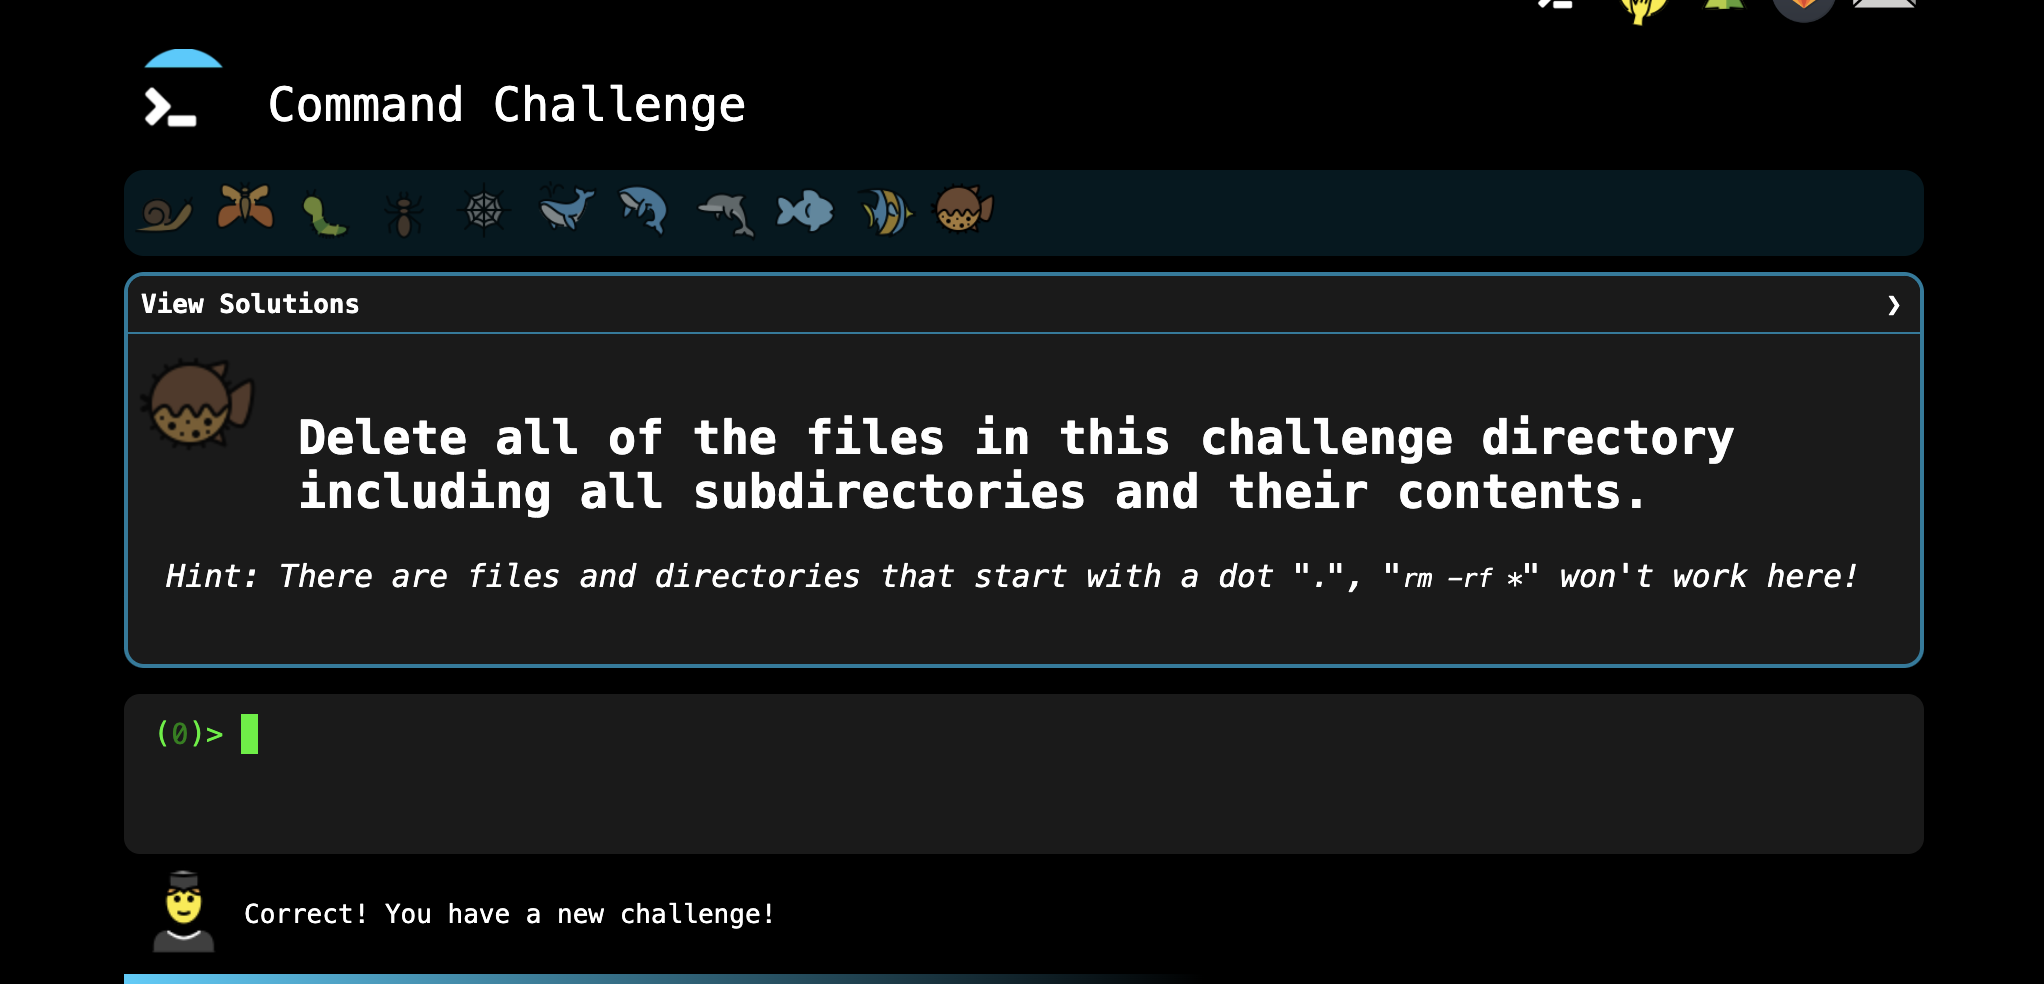 Command Challenge
View Solutions
Delete all of the files in this challenge directory
including all subdirectories and their contents.
Hint: There are files and directories that start with a dot ".", "rm -rf *" won't work here!
(0)>
Correct! You have a new challenge!